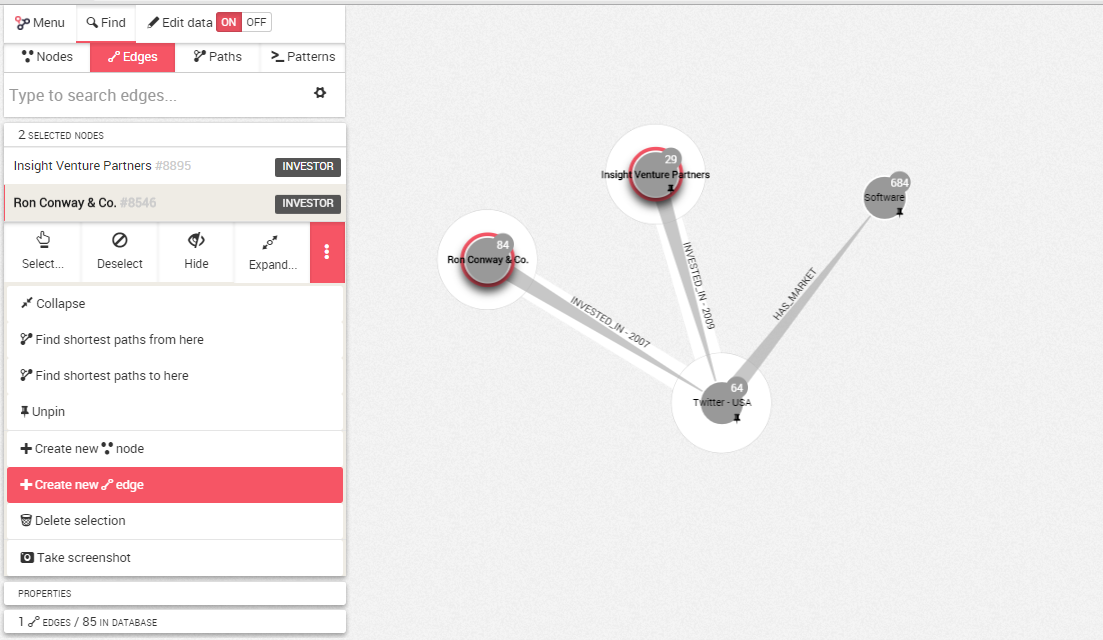 Menu Find Edit data ON OFF
Nodes Edges Paths Patterns
Type to search edges...
2 SELECTED NODES
Insight Venture Partners #8895 INVESTOR
Ron Conway & Co. #8546 INVESTOR
Select... Deselect Hide Expand...
Collapse
Find shortest paths from here
Find shortest paths to here
Unpin
Create new node
Create new edge
Delete selection
Take screenshot
PROPERTIES
1 EDGES / 85 IN DATABASE
29
Insight Venture Partners
684
Software
84
Ron Conway & Co.
INVESTED_IN - 2009
HAS_MARKET
INVESTED_IN - 2007
64
Twitter - USA